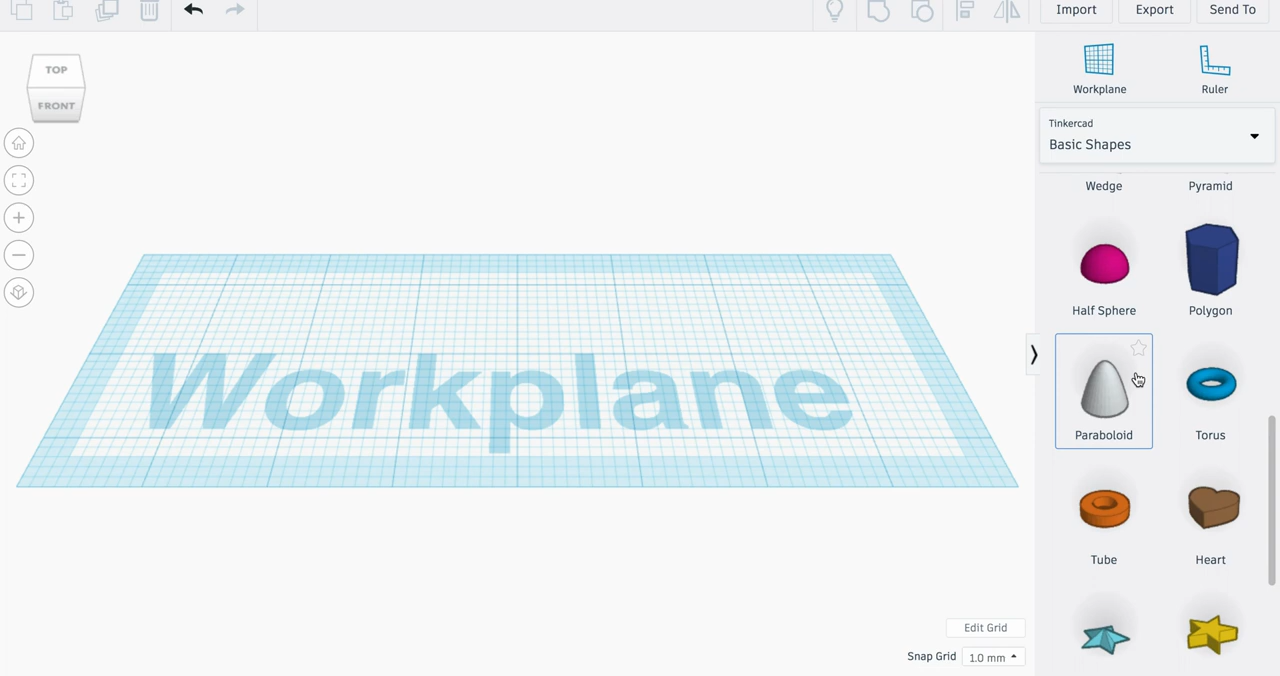 Import Export Send To
TOP
FRONT
Workplane Ruler
Tinkercad
Basic Shapes
Wedge Pyramid
Half Sphere Polygon
Workplane
Paraboloid Torus
Tube Heart
Edit Grid
Snap Grid 1.0 mm